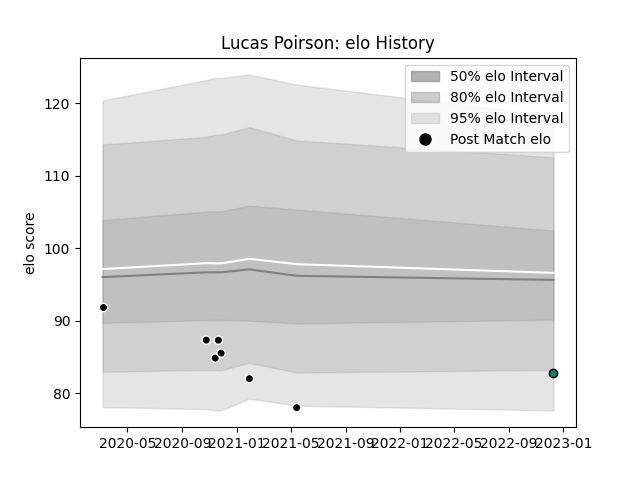 Lucas Poirson: elo History
50% elo Interval
80% elo Interval
95% elo Interval
Post Match elo
elo score
120
110
100
90
80
2020-05 2020-09 2021-01 2021-05 2021-09 2022-01 2022-05 2022-09 2023-01